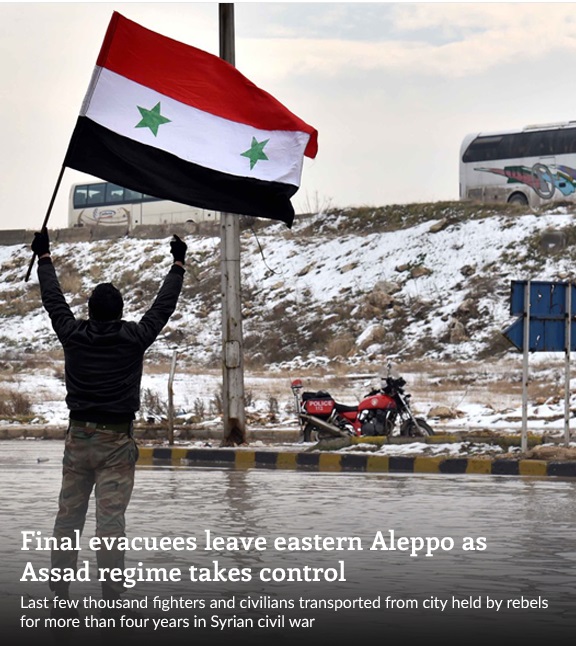 POLICE
Final evacuees leave eastern Aleppo as
Assad regime takes control
Last few thousand fighters and civilians transported from city held by rebels
for more than four years in Syrian civil war